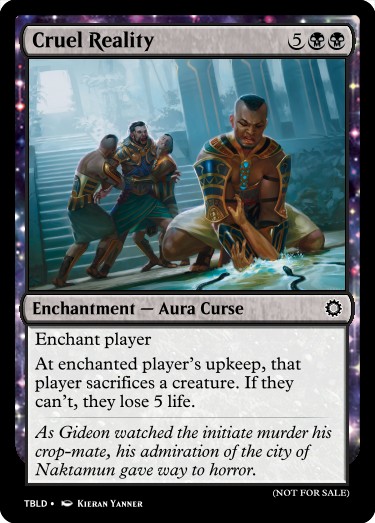 Cruel Reality 5
Enchantment — Aura Curse
Enchant player
At enchanted player's upkeep, that
player sacrifices a creature. If they
can't, they lose 5 life.
As Gideon watched the initiate murder his
crop-mate, his admiration of the city of
Naktamun gave way to horror.
(NOT FOR SALE)
TBLD • Kieran Yanner